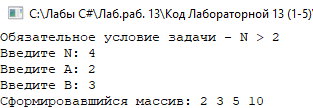 C:\Лабы C#\Лаб.раб. 13\Код Лабораторной 13 (1-5)\
Обязательное условие задачи - N > 2
Введите N: 4
Введите A: 2
Введите B: 3
Сформировавшийся массив: 2 3 5 10